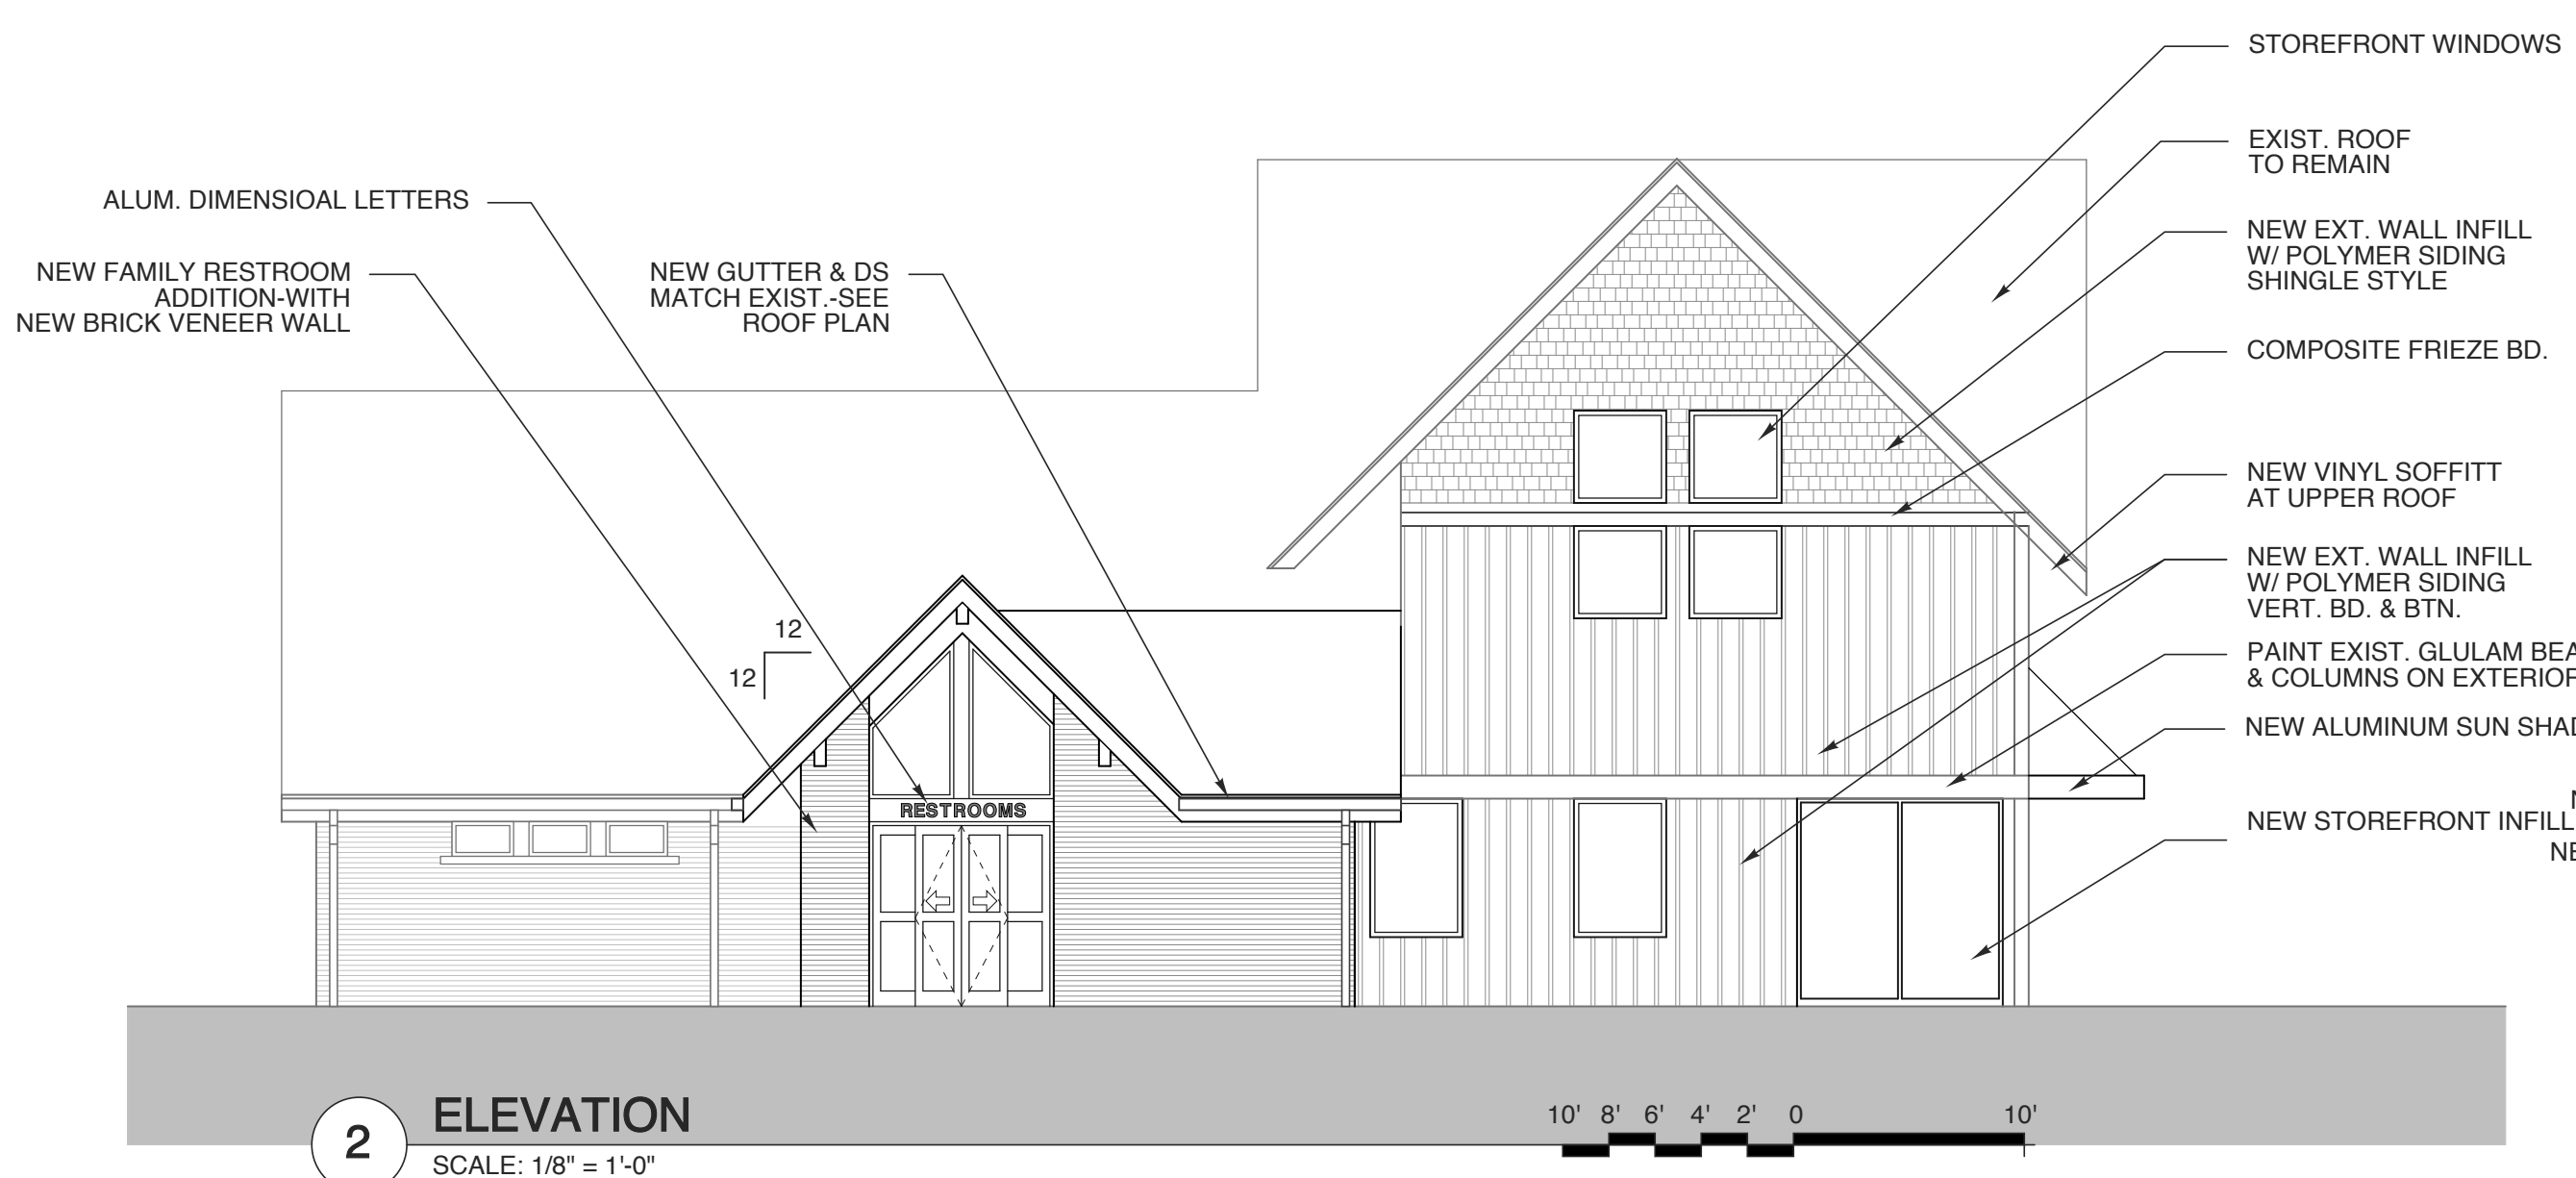 STOREFRONT WINDOWS
EXIST. ROOF
TO REMAIN
ALUM. DIMENSIOAL LETTERS
NEW EXT. WALL INFILL
W/ POLYMER SIDING
SHINGLE STYLE
NEW FAMILY RESTROOM
ADDITION-WITH
NEW BRICK VENEER WALL
NEW GUTTER & DS
MATCH EXIST.-SEE
ROOF PLAN
COMPOSITE FRIEZE BD.
NEW VINYL SOFFITT
AT UPPER ROOF
NEW EXT. WALL INFILL
W/ POLYMER SIDING
VERT. BD. & BTN.
12
12
PAINT EXIST. GLULAM
& COLUMNS ON
NEW ALUMINUM SUN
RESTROOMS
NEW STOREFRONT INFILL
10' 8' 6' 4' 2' 0 10'
2
ELEVATION
SCALE: 1/8" = 1'-0"